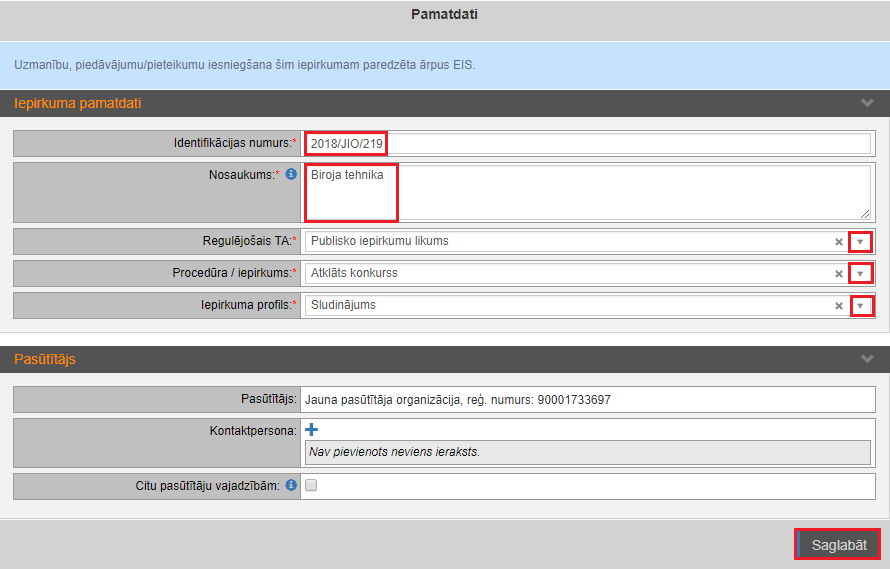 Pamatdati
Uzmanību, piedāvājumu/pieteikumu iesniegšana šim iepirkumam paredzēta ārpus EIS.
Iepirkuma pamatdati
Identifikācijas numurs:* 2018/JIO/219
Nosaukums:* Biroja tehnika
Regulējošais TA:* Publisko iepirkumu likums
Procedūra / iepirkums:* Atklāts konkurss
Iepirkuma profils:* Sludinājums
Pasūtītājs
Pasūtītājs: Jauna pasūtītāja organizācija, reģ. numurs: 90001733697
Kontaktpersona:
Nav pievienots neviens ieraksts.
Citu pasūtītāju vajadzībām:
Saglabāt